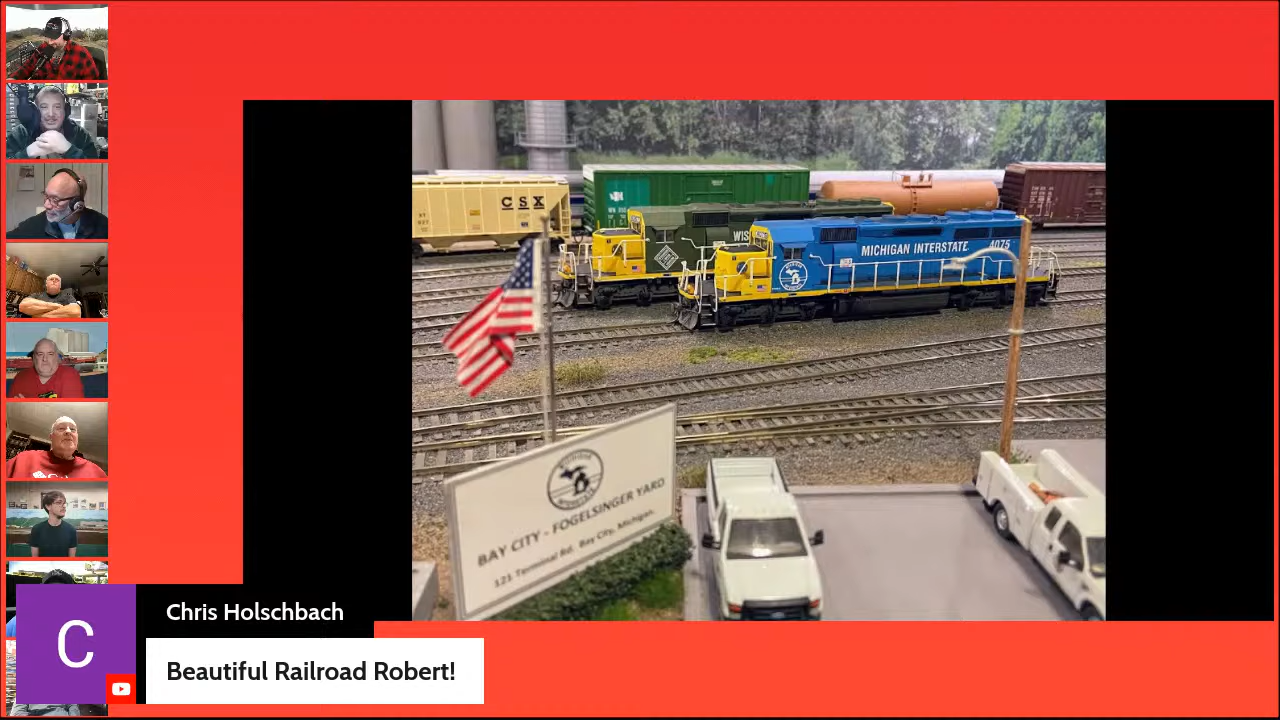 CSX
WIS
MICHIGAN INTERSTATE
4075
BAY CITY - FOGELSINGER YARD
121 Terminal Rd. Bay City, Michigan.
C
Chris Holschbach
Beautiful Railroad Robert!